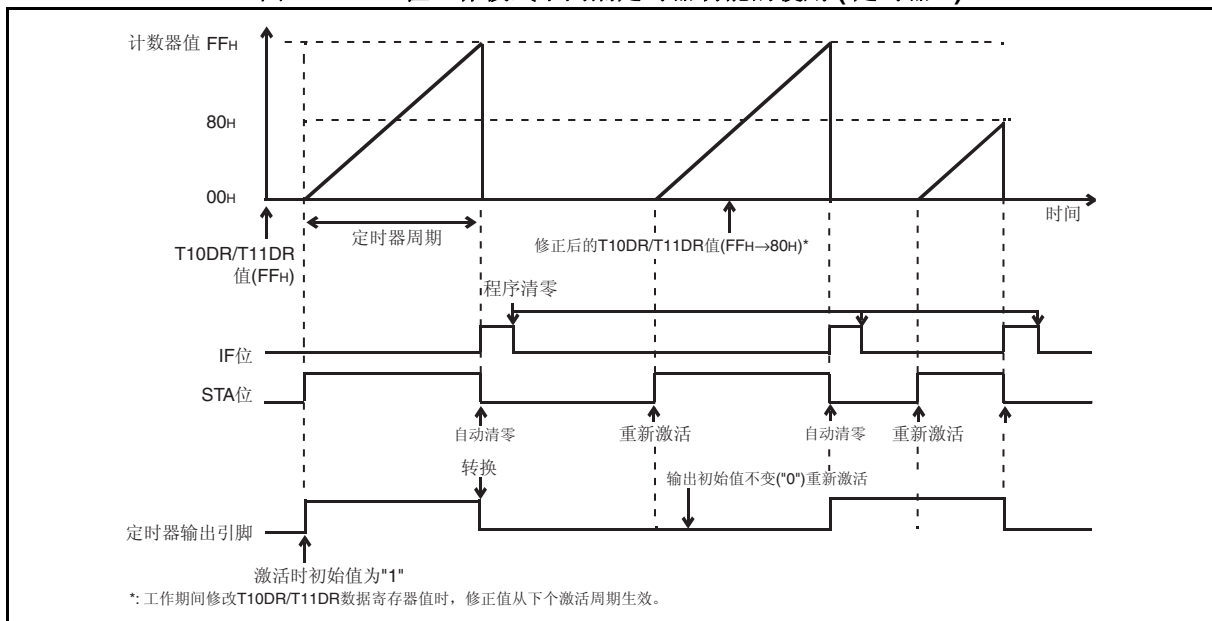 计数器值 FFH
80H
00H
时间
定时器周期
修正后的T10DR/T11DR值(FFH→80H)*
T10DR/T11DR
值(FFH)
程序清零
IF位
STA位
自动清零
重新激活
自动清零
重新激活
转换
输出初始值不变("0")重新激活
定时器输出引脚
激活时初始值为"1"
*: 工作期间修改T10DR/T11DR数据寄存器值时，修正值从下个激活周期生效。